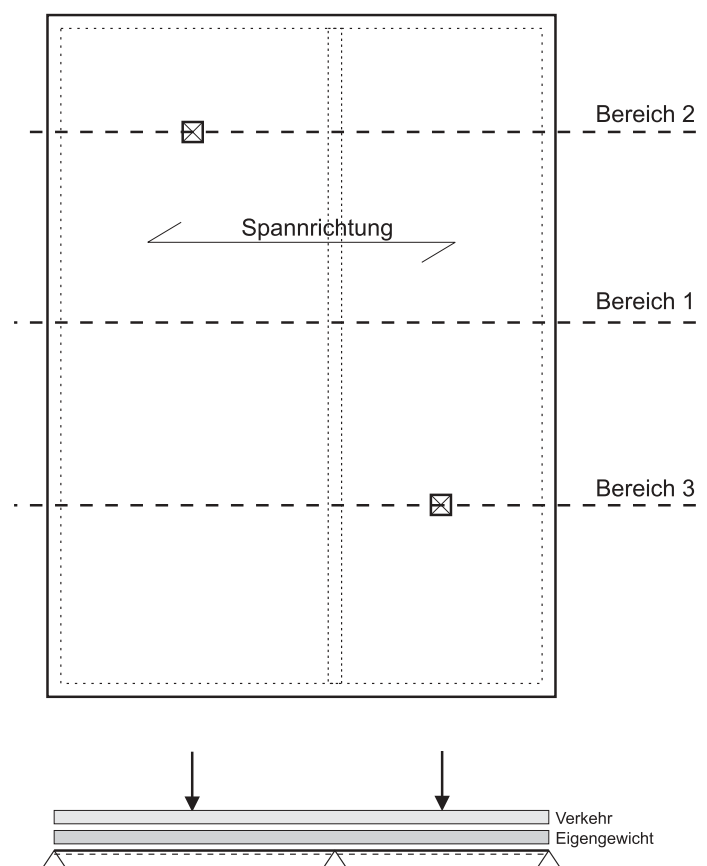 Bereich 2
Spannrichtung
Bereich 1
Bereich 3
Verkehr
Eigengewicht